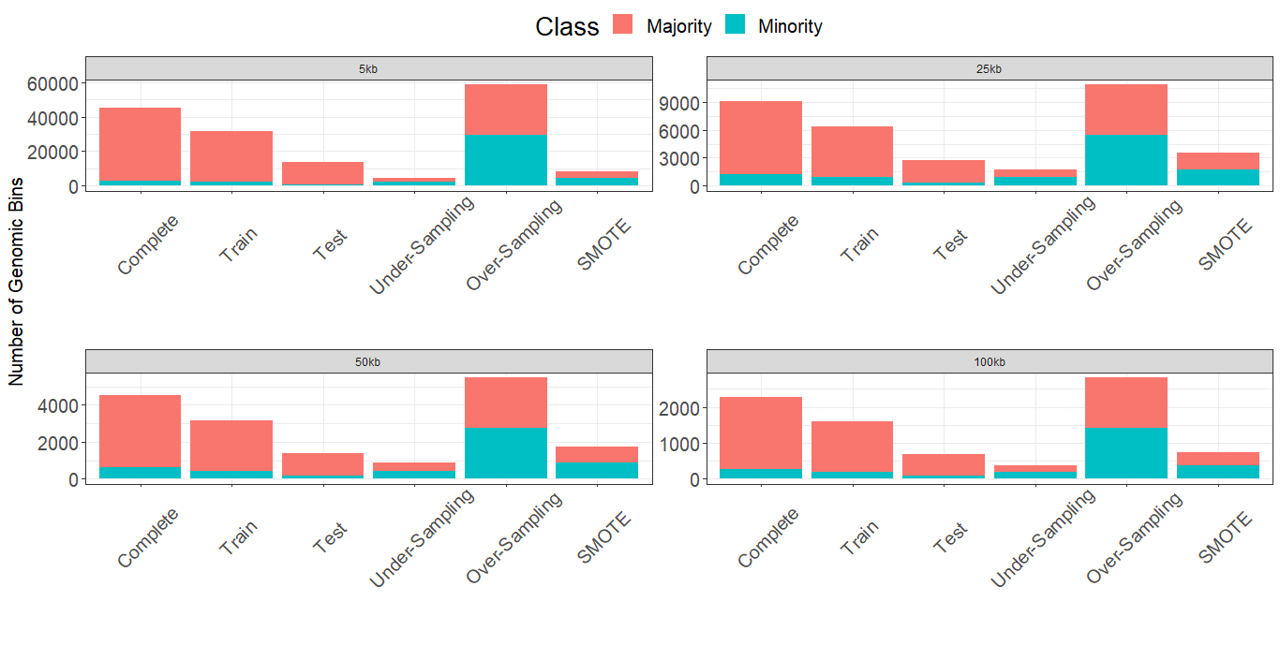 Class Majority Minority
Number of Genomic Bins
5kb
60000
40000
20000
0
Complete Train Test Under-Sampling Over-Sampling SMOTE
25kb
9000
6000
3000
0
Complete Train Test Under-Sampling Over-Sampling SMOTE
50kb
4000
2000
0
Complete Train Test Under-Sampling Over-Sampling SMOTE
100kb
2000
1000
0
Complete Train Test Under-Sampling Over-Sampling SMOTE